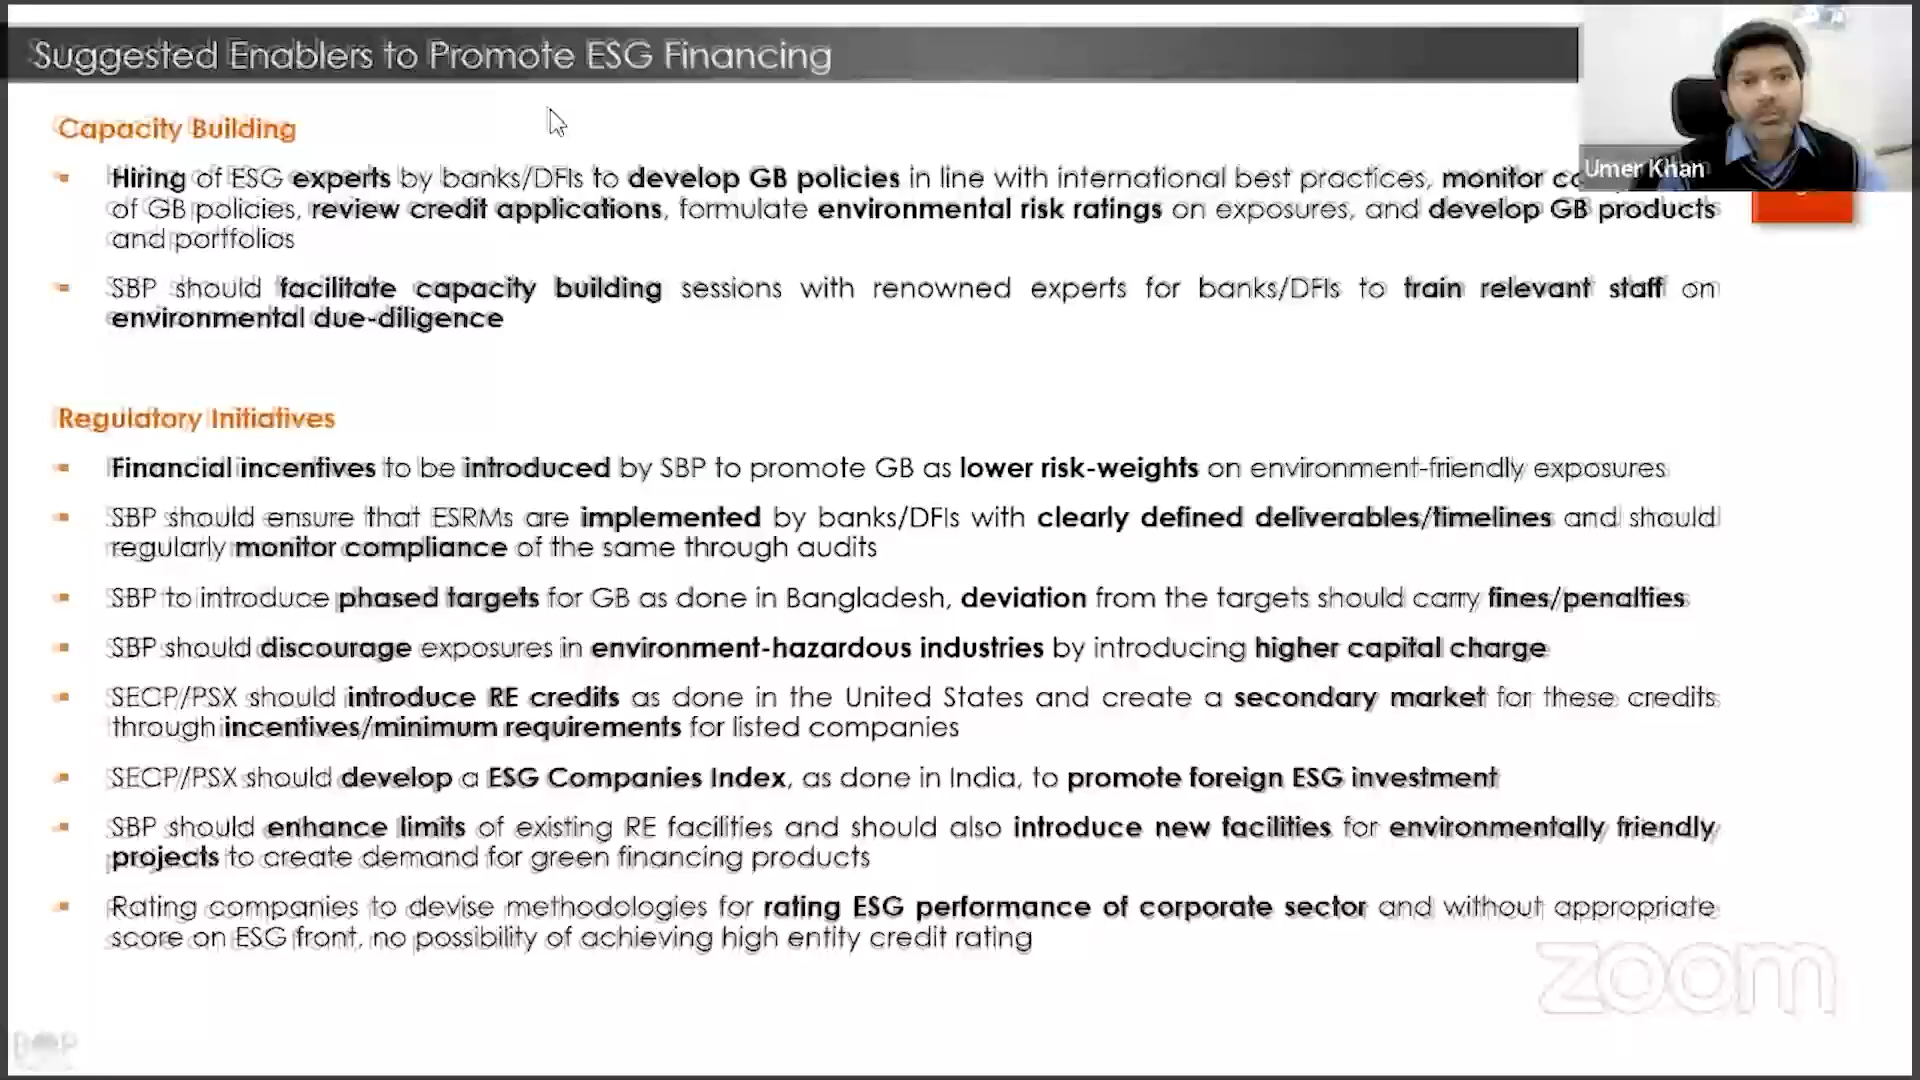 Suggested Enablers to Promote ESG Financing
Umer Khan
Capacity Building
Hiring of ESG experts by banks/DFIs to develop GB policies in line with international best practices, monitor
of GB policies, review credit applications, formulate environmental risk ratings on exposures, and develop GB products
and portfolios
SBP should facilitate capacity building sessions with renowned experts for banks/DFIs to train relevant staff on
environmental due-diligence
Regulatory Initiatives
Financial incentives to be introduced by SBP to promote GB as lower risk-weights on environment-friendly exposures
SBP should ensure that ESRMs are implemented by banks/DFIs with clearly defined deliverables/timelines and should
regularly monitor compliance of the same through audits
SBP to introduce phased targets for GB as done in Bangladesh, deviation from the targets should carry fines/penalties
SBP should discourage exposures in environment-hazardous industries by introducing higher capital charge
SECP/PSX should introduce RE credits as done in the United States and create a secondary market for these credits
through incentives/minimum requirements for listed companies
SECP/PSX should develop a ESG Companies Index, as done in India, to promote foreign ESG investment
SBP should enhance limits of existing RE facilities and should also introduce new facilities for environmentally friendly
projects to create demand for green financing products
Rating companies to devise methodologies for rating ESG performance of corporate sector and without appropriate
score on ESG front, no possibility of achieving high entity credit rating
zoom